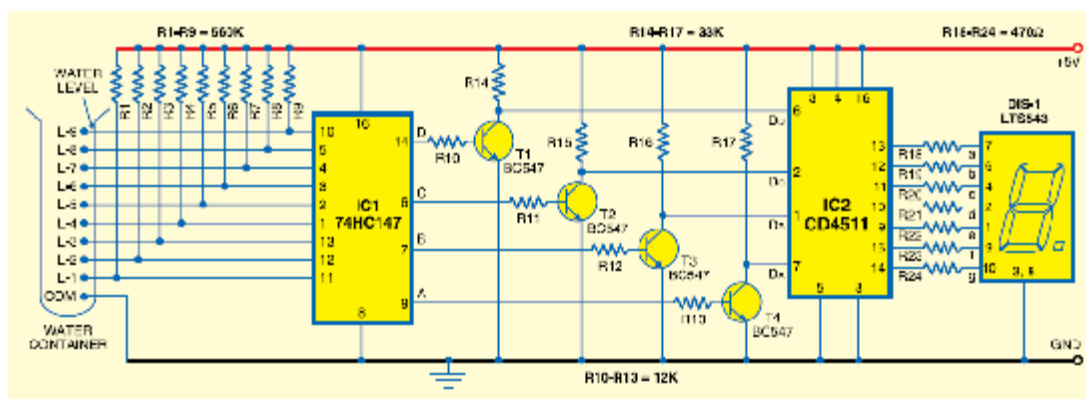 R1-R9 = 560K
R14-R17 = 33K
R18-R24 = 470Ω
+5V
WATER
LEVEL
R1
R2
R3
R4
R5
R6
R7
R8
R9
L-9
L-8
L-7
L-6
L-5
L-4
L-3
L-2
L-1
COM
WATER
CONTAINER
16
10
5
4
3
2
1
13
12
11
IC1
74HC147
14
6
7
9
8
D
C
B
A
R10
R11
R12
R13
R14
R15
R16
R17
T1
BC547
T2
BC547
T3
BC547
T4
BC547
6
2
1
7
3
4
16
IC2
CD4511
5
8
13
12
11
10
9
15
14
R18
R19
R20
R21
R22
R23
R24
a
b
c
d
e
f
g
DIS-1
LTS543
7
6
4
2
1
9
10
3, 8
GND
R10-R13 = 12K